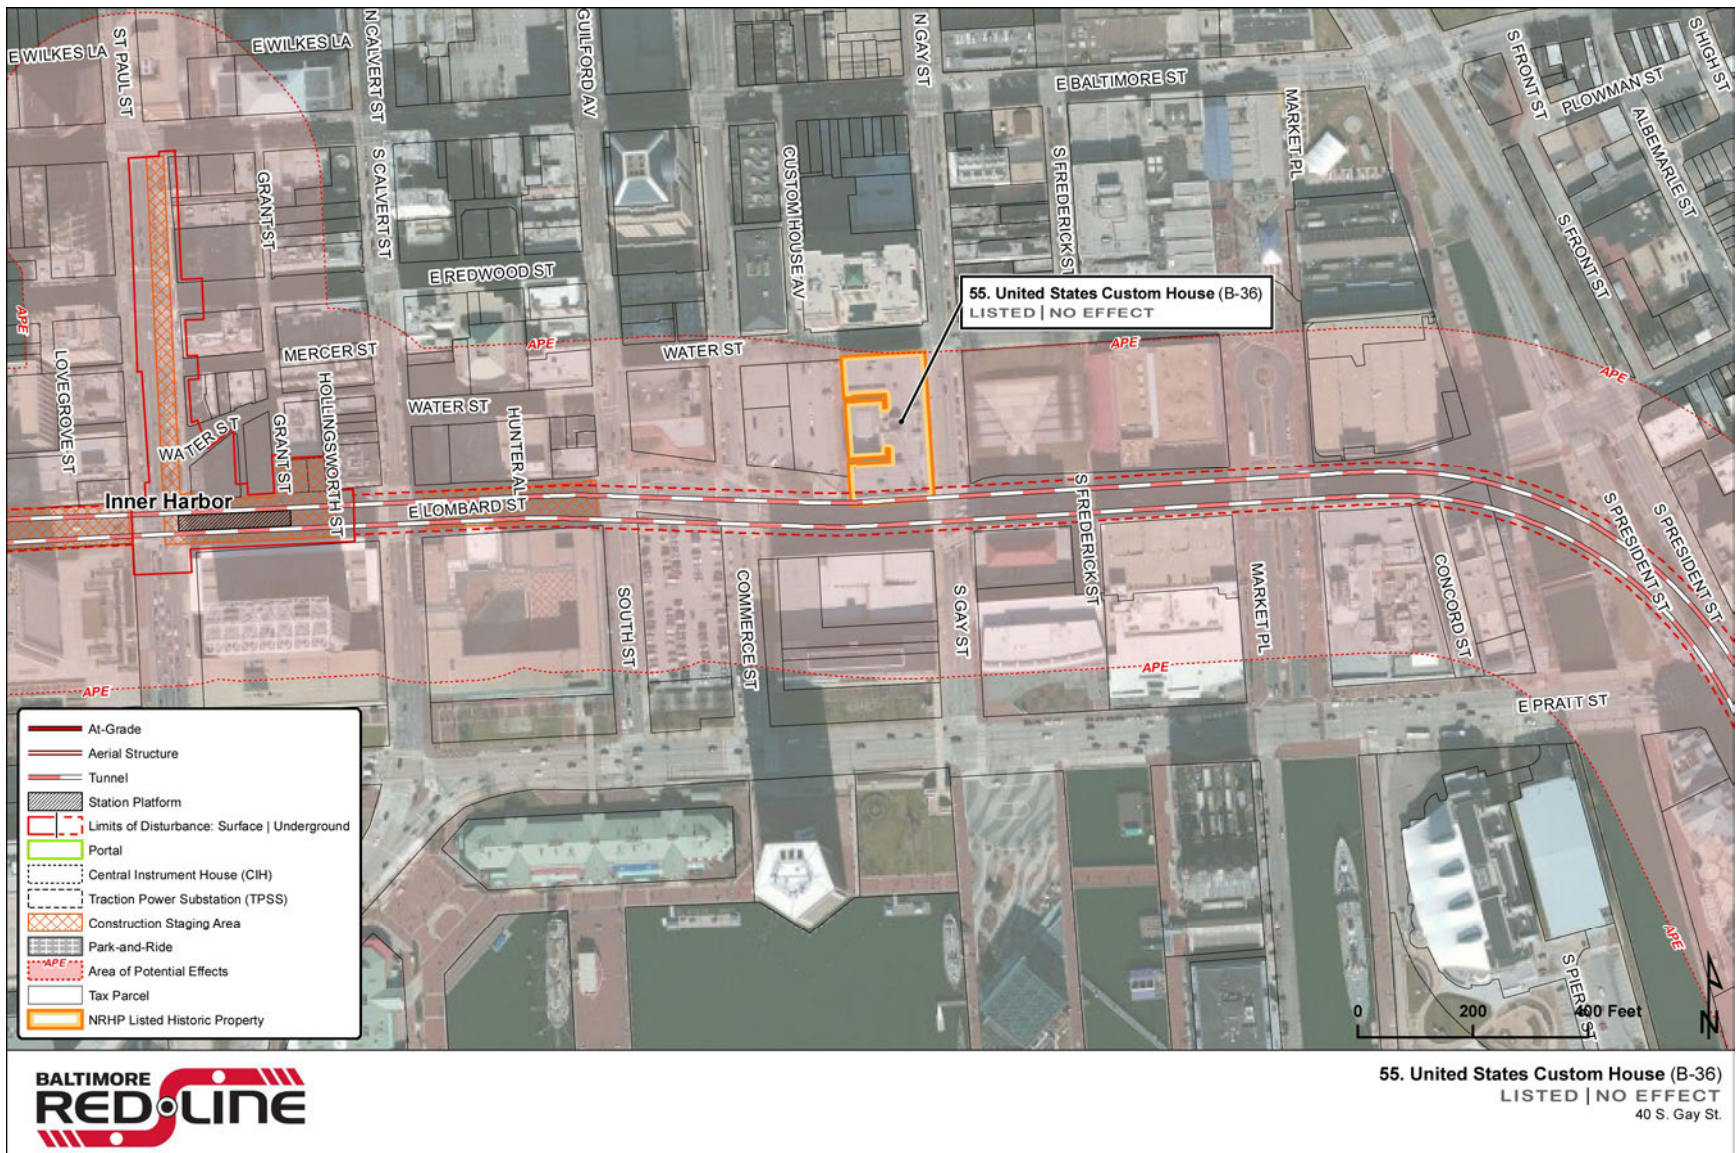 E WILKES LA
ST PAUL ST
E WILKES LA
N CALVERT ST
GUILFORD AV
N GAY ST
E BALTIMORE ST
MARKET PL
S FRONT ST
PLOWMAN ST
S HIGH ST
ALBEMARLE ST
GRANT ST
S CALVERT ST
CUSTOM HOUSE AV
S FREDERICK ST
S FRONT ST
E REDWOOD ST
55. United States Custom House (B-36)
LISTED | NO EFFECT
APE
MERCER ST
APE
WATER ST
APE
APE
LOVEGROVE ST
HOLLINGSWORTH ST
WATER ST
HUNTER AL
WATER ST
GRANT ST
Inner Harbor
E LOMBARD ST
S FREDERICK ST
S PRESIDENT ST
S PRESIDENT ST
SOUTH ST
COMMERCE ST
S GAY ST
MARKET PL
CONCORD ST
APE
APE
E PRATT ST
At-Grade
Aerial Structure
Tunnel
Station Platform
Limits of Disturbance: Surface | Underground
Portal
Central Instrument House (CIH)
Traction Power Substation (TPSS)
Construction Staging Area
Park-and-Ride
APE
Area of Potential Effects
Tax Parcel
NRHP Listed Historic Property
APE
S PIER ST
0 200 400 Feet
N
BALTIMORE
RED LINE
55. United States Custom House (B-36)
LISTED | NO EFFECT
40 S. Gay St.